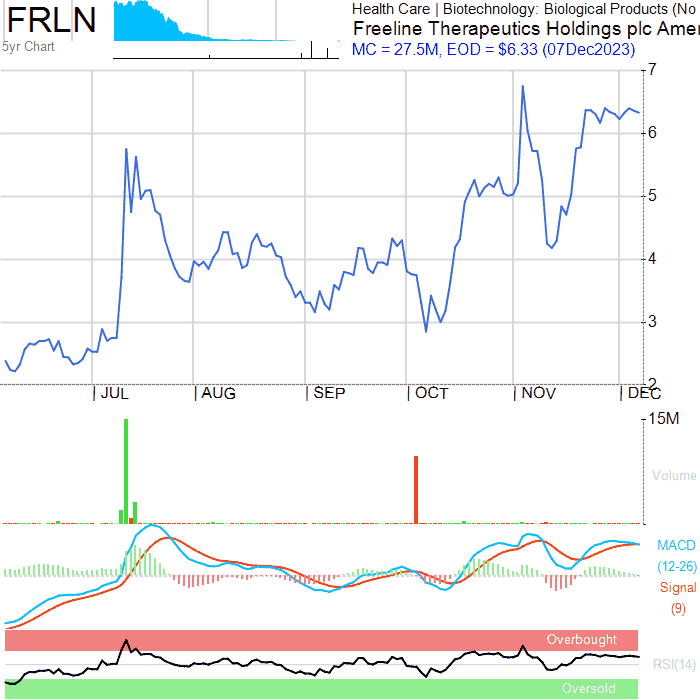 FRLN
5yr Chart
Health Care | Biotechnology: Biological Products (No
Freeline Therapeutics Holdings plc Amer
MC = 27.5M, EOD = $6.33 (07Dec2023)
7
6
5
4
3
2
JUL AUG SEP OCT NOV DEC
15M
Volume
MACD
(12-26)
Signal
(9)
Overbought
RSI(14)
Oversold